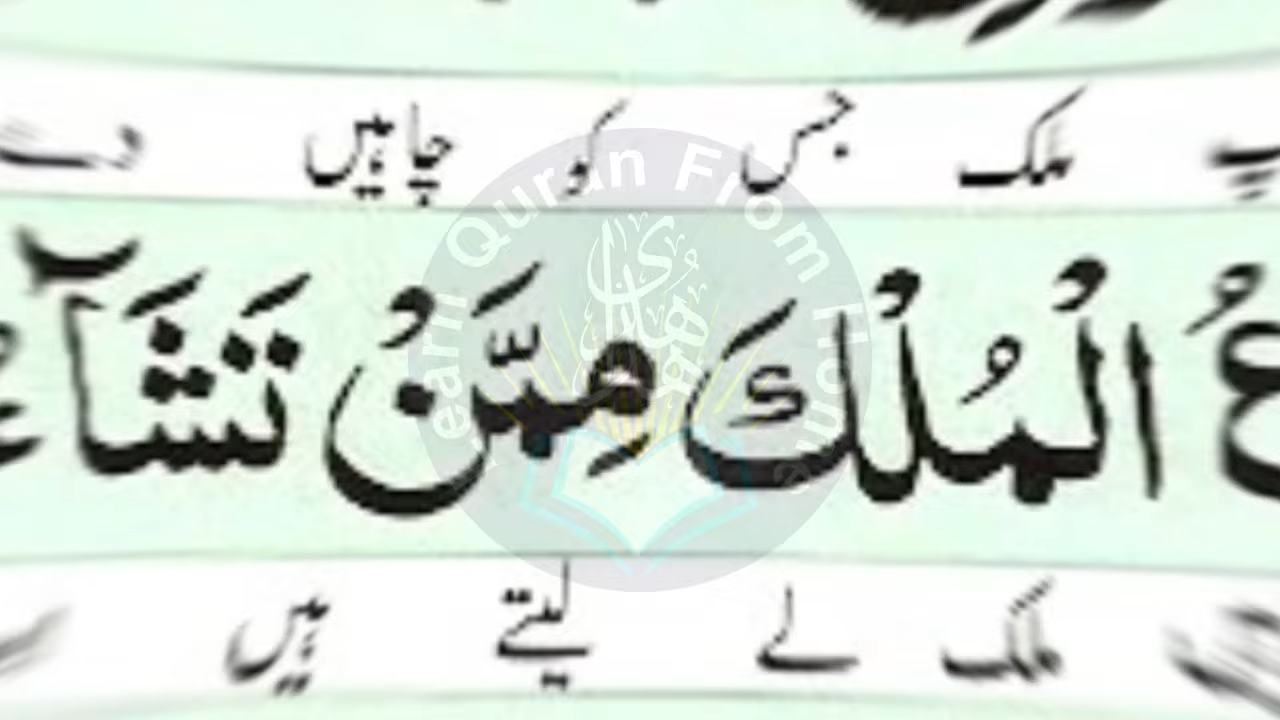 ملک جس کو چاہیں
الْمُلْكَ مِمَّنْ تَشَآءُ
ملک لے لیتے ہیں
Learn Quran From Home